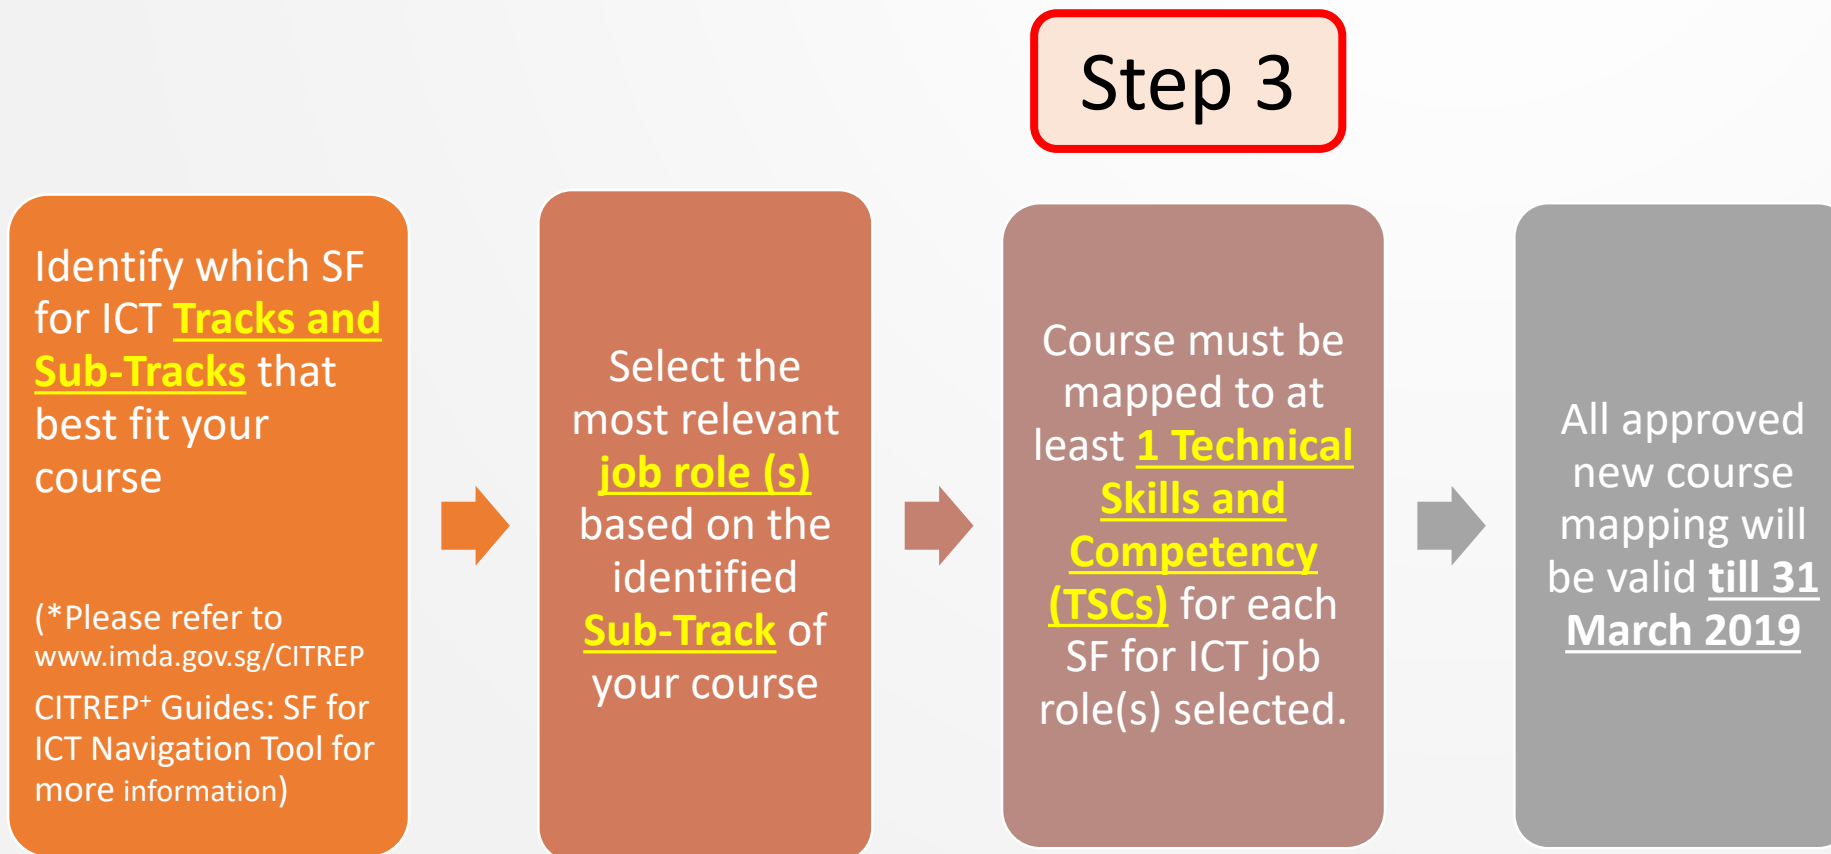 Step 3
Identify which SF
for ICT Tracks and
Sub-Tracks that
best fit your
course
(*Please refer to
www.imda.gov.sg/CITREP
CITREP+ Guides: SF for
ICT Navigation Tool for
more information)
Select the
most relevant
job role (s)
based on the
identified
Sub-Track of
your course
Course must be
mapped to at
least 1 Technical
Skills and
Competency
(TSCs) for each
SF for ICT job
role(s) selected.
All approved
new course
mapping will
be valid till 31
March 2019